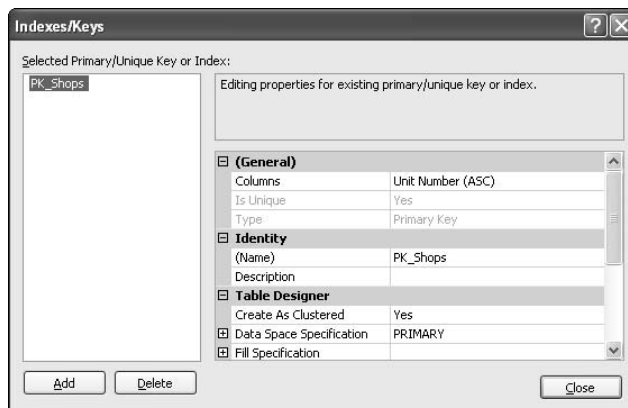 Indexes/Keys
Selected Primary/Unique Key or Index:
PK_Shops
Editing properties for existing primary/unique key or index.
(General)
Columns Unit Number (ASC)
Is Unique Yes
Type Primary Key
Identity
(Name) PK_Shops
Description
Table Designer
Create As Clustered Yes
Data Space Specification PRIMARY
Fill Specification
Add Delete Close